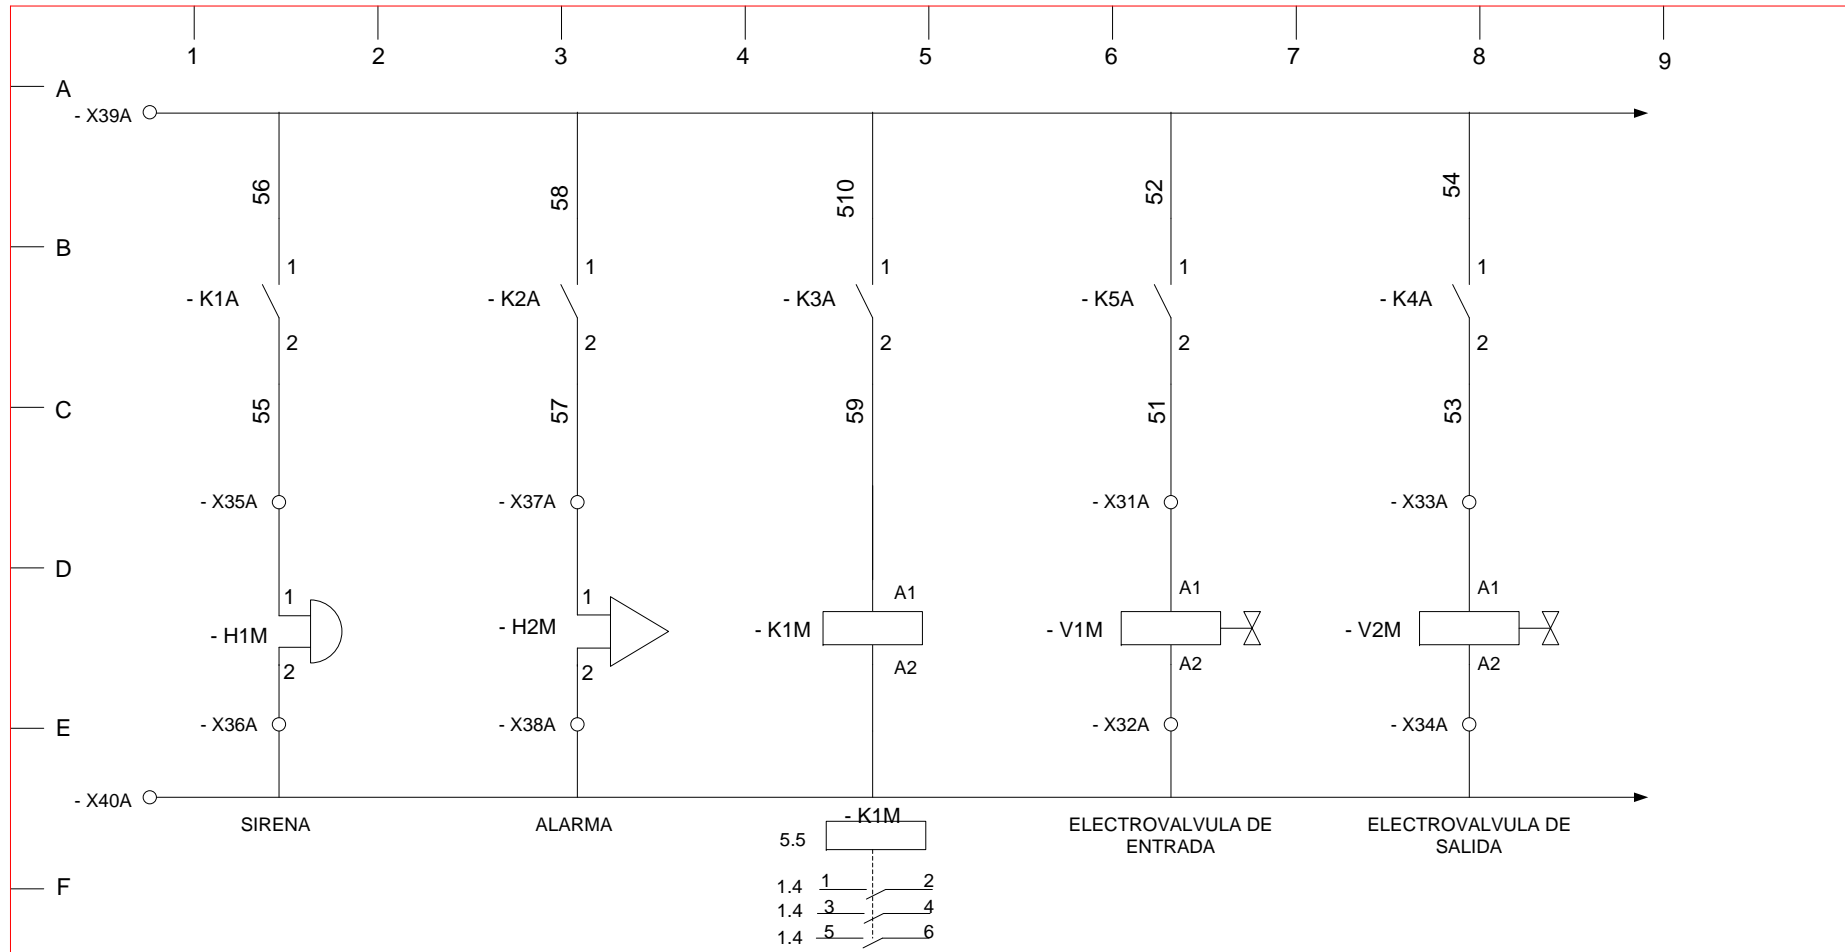 1 2 3 4 5 6 7 8 9
A
- X39A
56 58 510 52 54
B
1 1 1 1 1
- K1A - K2A - K3A - K5A - K4A
2 2 2 2 2
C
55 57 59 51 53
- X35A - X37A - X31A - X33A
D
1 1 A1 A1 A1
- H1M - H2M - K1M - V1M - V2M
2 2 A2 A2 A2
E
- X36A - X38A - X32A - X34A
- X40A
SIRENA ALARMA - K1M ELECTROVALVULA DE ELECTROVALVULA DE
5.5 ENTRADA SALIDA
F
1.4 1 2
1.4 3 4
1.4 5 6